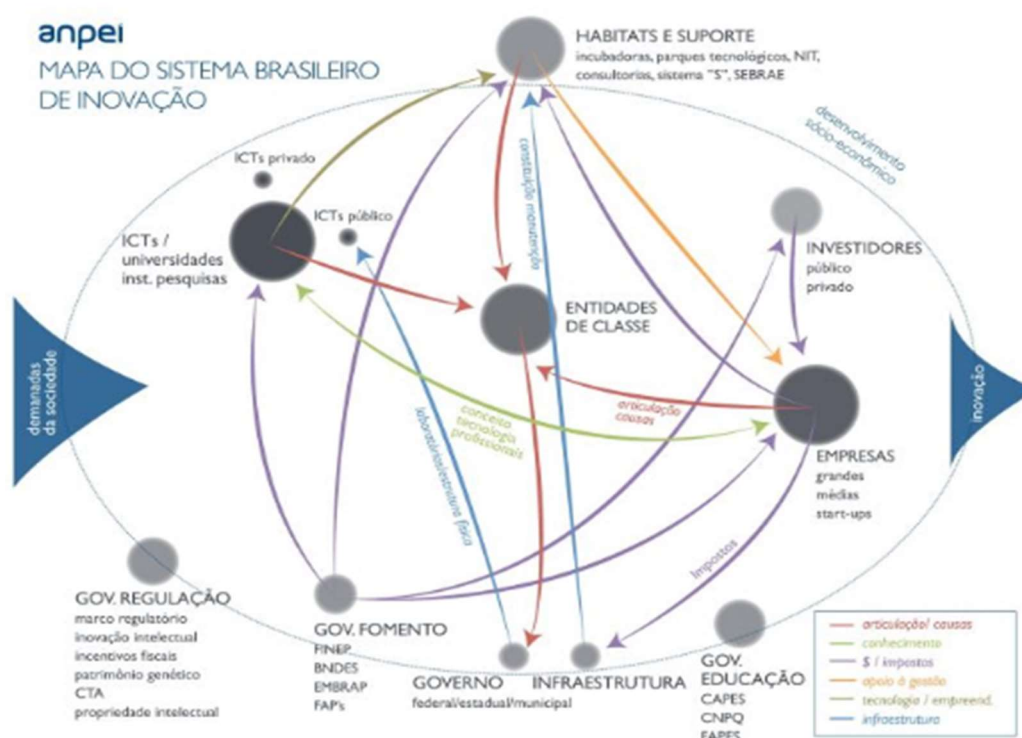 anpei
MAPA DO SISTEMA BRASILEIRO
DE INOVAÇÃO
HABITATS E SUPORTE
incubadoras, parques tecnológicos, NIT,
consultorias, sistema "S", SEBRAE
desenvolvimento
sócio-econômico
ICTs privado
ICTs público
ICTs /
universidades
inst. pesquisas
constituição manutenção
INVESTIDORES
público
privado
ENTIDADES
DE CLASSE
demanadas
da sociedade
inovação
articulação
causas
conceito
tecnologia
profissionais
laboratórios/estrutura física
EMPRESAS
grandes
médias
start-ups
Impostos
GOV. REGULAÇÃO
marco regulatório
inovação intelectual
incentivos fiscais
patrimônio genético
CTA
propriedade intelectual
GOV. FOMENTO
FINEP
BNDES
EMBRAP
FAP's
GOVERNO INFRAESTRUTURA
federal/estadual/municipal
GOV.
EDUCAÇÃO
CAPES
CNPQ
FAPES
articulação/ causas
conhecimento
$ / impostos
apoio à gestão
tecnologia / empreend.
infraestrutura